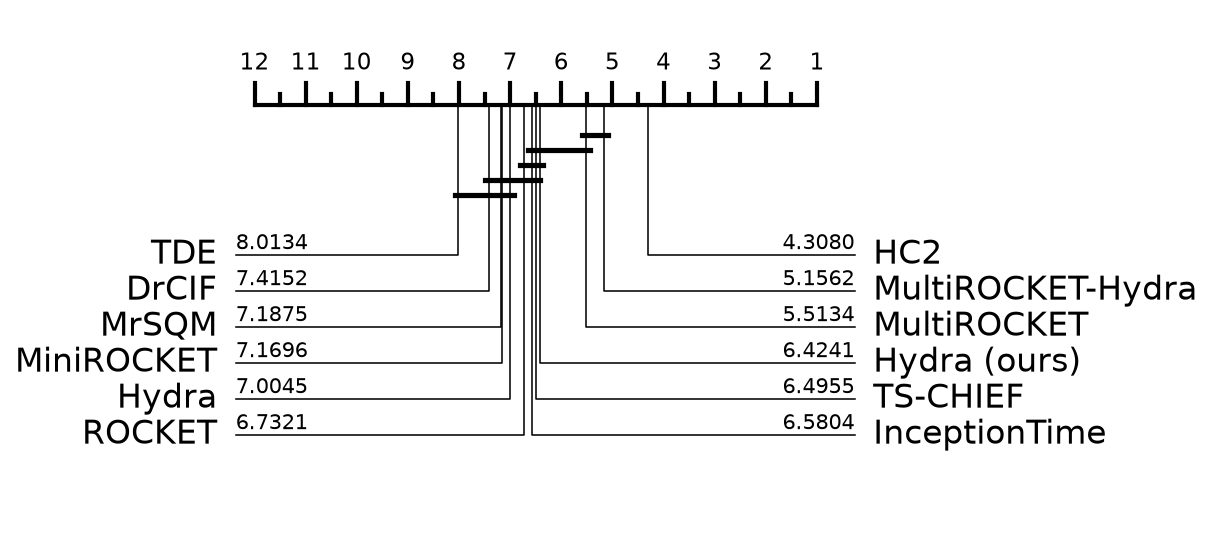 12 11 10 9 8 7 6 5 4 3 2 1
TDE 8.0134 4.3080 HC2
DrCIF 7.4152 5.1562 MultiROCKET-Hydra
MrSQM 7.1875 5.5134 MultiROCKET
MiniROCKET 7.1696 6.4241 Hydra (ours)
Hydra 7.0045 6.4955 TS-CHIEF
ROCKET 6.7321 6.5804 InceptionTime